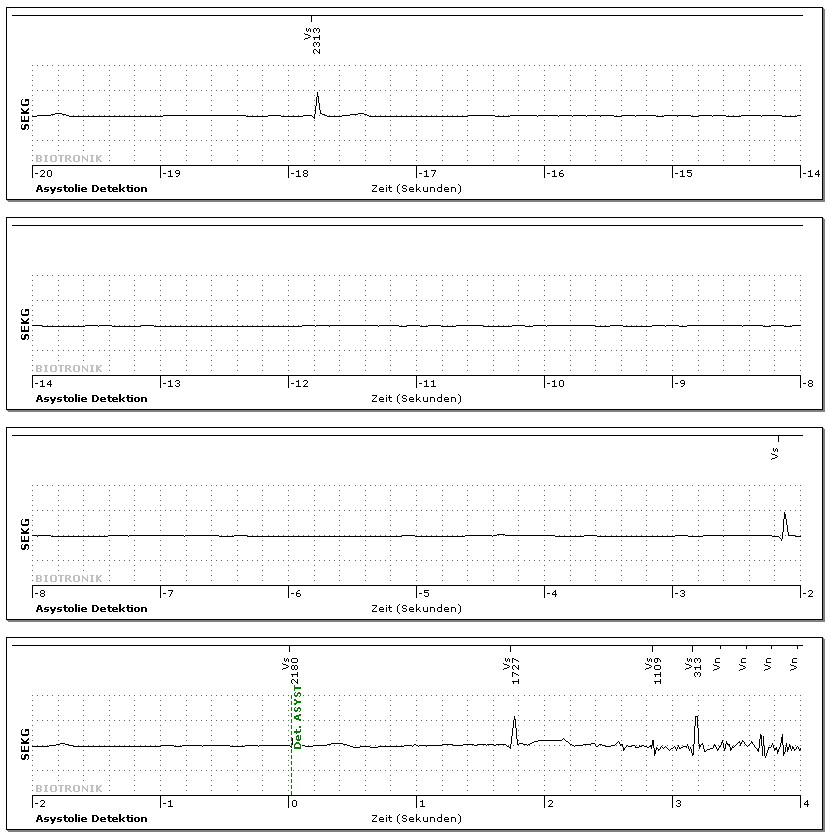 Vs
2313
SEKG
BIOTRONIK
-20 -19 -18 -17 -16 -15 -14
Asystolie Detektion Zeit (Sekunden)
SEKG
BIOTRONIK
-14 -13 -12 -11 -10 -9 -8
Asystolie Detektion Zeit (Sekunden)
Vs
SEKG
BIOTRONIK
-8 -7 -6 -5 -4 -3 -2
Asystolie Detektion Zeit (Sekunden)
Vs Vs Vs Vs Vn Vn Vn Vn
2180 1727 1109 313
Det. ASYST
SEKG
BIOTRONIK
-2 -1 0 1 2 3 4
Asystolie Detektion Zeit (Sekunden)